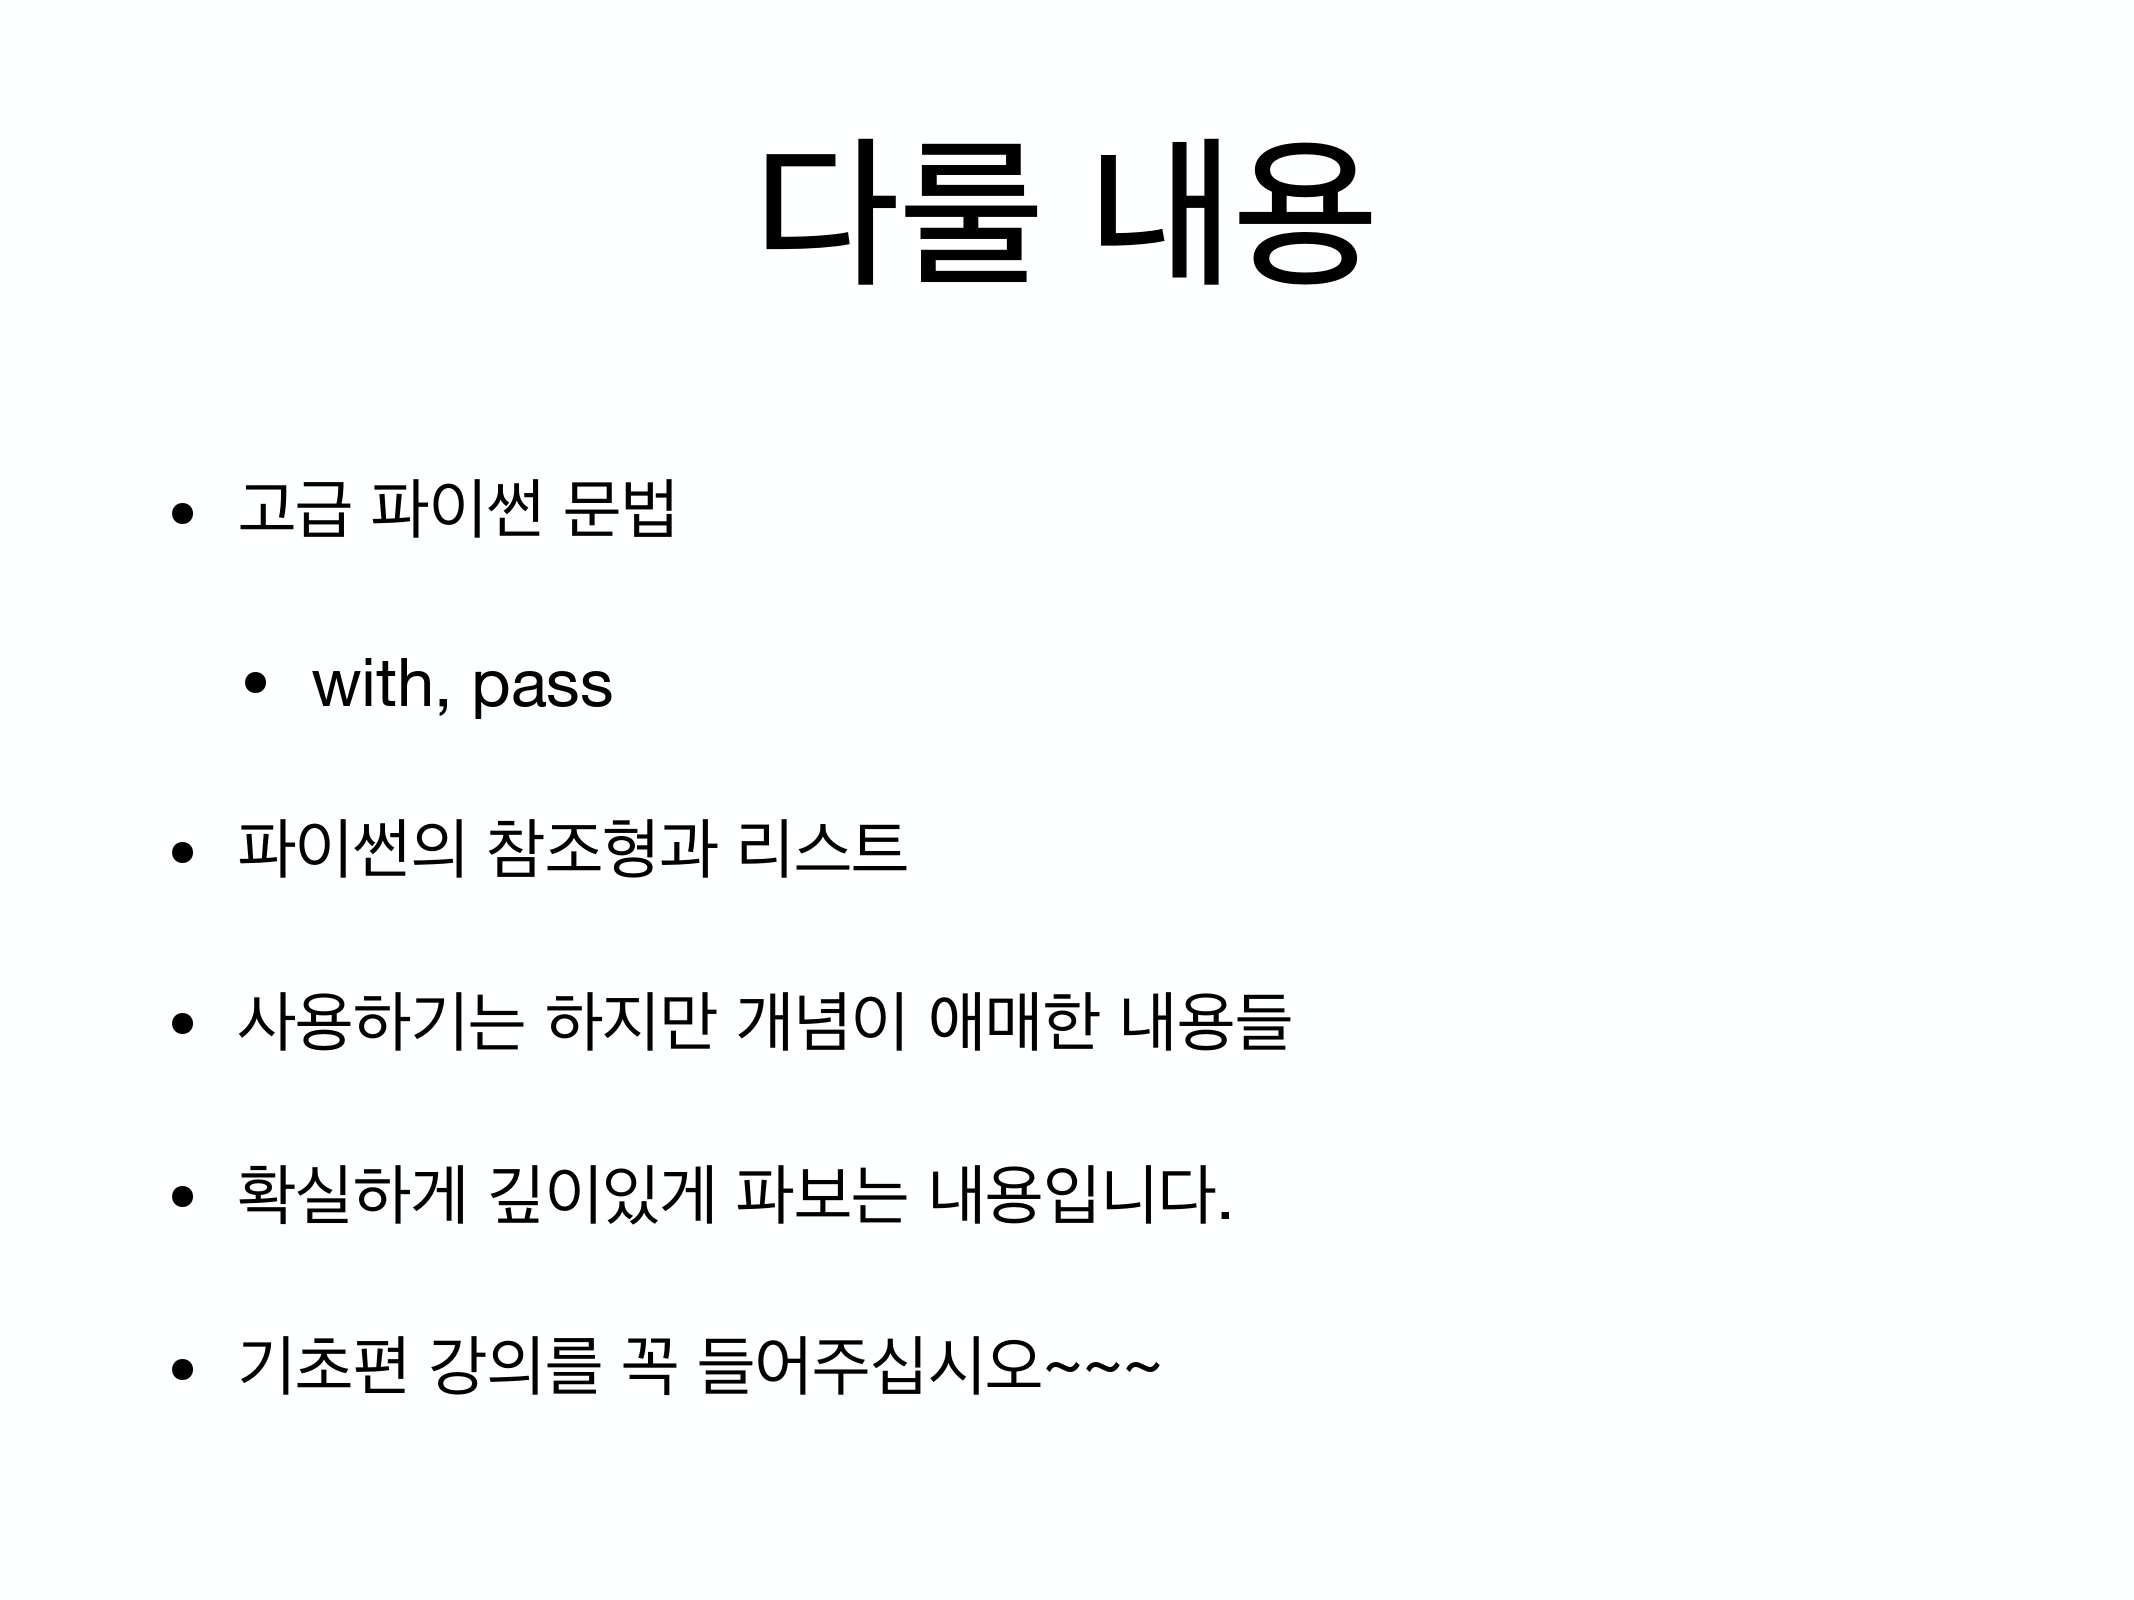 다룰 내용
• 고급 파이썬 문법
• with, pass
• 파이썬의 참조형과 리스트
• 사용하기는 하지만 개념이 애매한 내용들
• 확실하게 깊이있게 파보는 내용입니다.
• 기초편 강의를 꼭 들어주십시오~~~